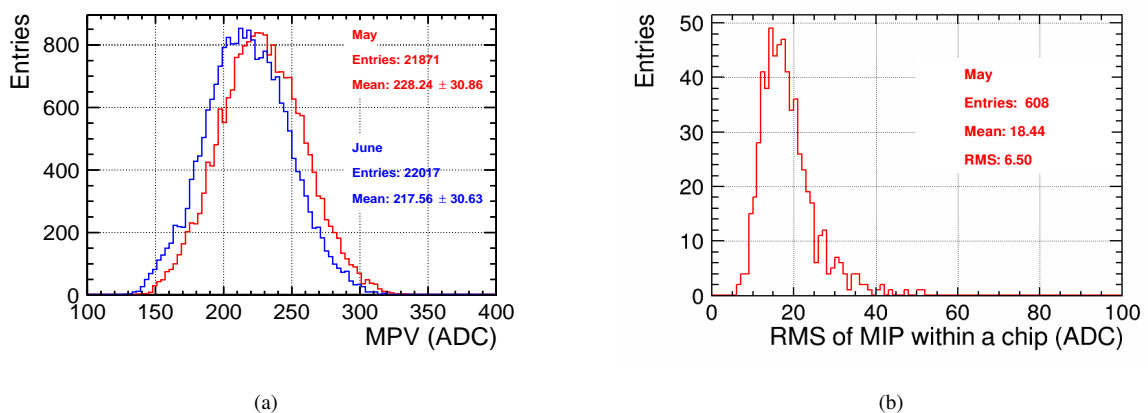 Entries
800
600
400
200
0
100
150
200
250
300
350
400
MPV (ADC)
May
Entries: 21871
Mean: 228.24 ± 30.86
June
Entries: 22017
Mean: 217.56 ± 30.63
(a)
Entries
50
40
30
20
10
0
0
20
40
60
80
100
RMS of MIP within a chip (ADC)
May
Entries: 608
Mean: 18.44
RMS: 6.50
(b)